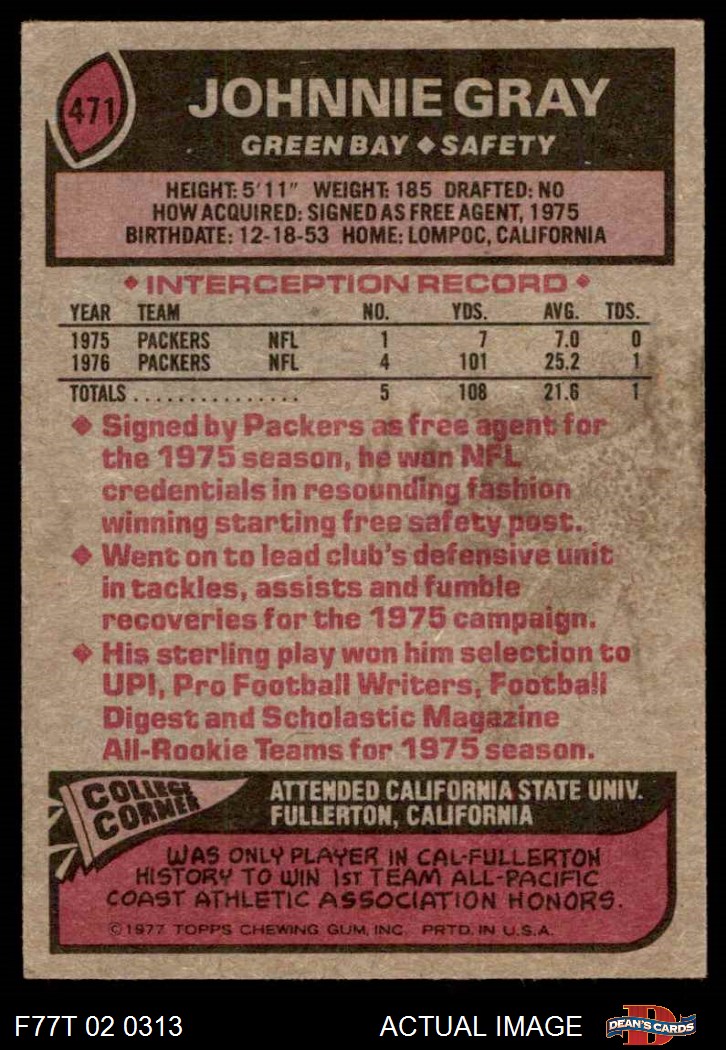 471
JOHNNIE GRAY
GREEN BAY ◆ SAFETY
HEIGHT: 5'11" WEIGHT: 185 DRAFTED: NO
HOW ACQUIRED: SIGNED AS FREE AGENT, 1975
BIRTHDATE: 12-18-53 HOME: LOMPOC, CALIFORNIA
◆ INTERCEPTION RECORD ◆
YEAR TEAM NO. YDS. AVG. TDS.
1975 PACKERS NFL 1 7 7.0 0
1976 PACKERS NFL 4 101 25.2 1
TOTALS............... 5 108 21.6 1
◆ Signed by Packers as free agent for
the 1975 season, he won NFL
credentials in resounding fashion
winning starting free safety post.
◆ Went on to lead club's defensive unit
in tackles, assists and fumble
recoveries for the 1975 campaign.
◆ His sterling play won him selection to
UPI, Pro Football Writers, Football
Digest and Scholastic Magazine
All-Rookie Teams for 1975 season.
COLLEGE
CORNER
ATTENDED CALIFORNIA STATE UNIV.
FULLERTON, CALIFORNIA
WAS ONLY PLAYER IN CAL-FULLERTON
HISTORY TO WIN 1ST TEAM ALL-PACIFIC
COAST ATHLETIC ASSOCIATION HONORS.
©1977 TOPPS CHEWING GUM, INC. PRTD. IN U.S.A.
F77T 02 0313 ACTUAL IMAGE
D
DEAN'S CARDS